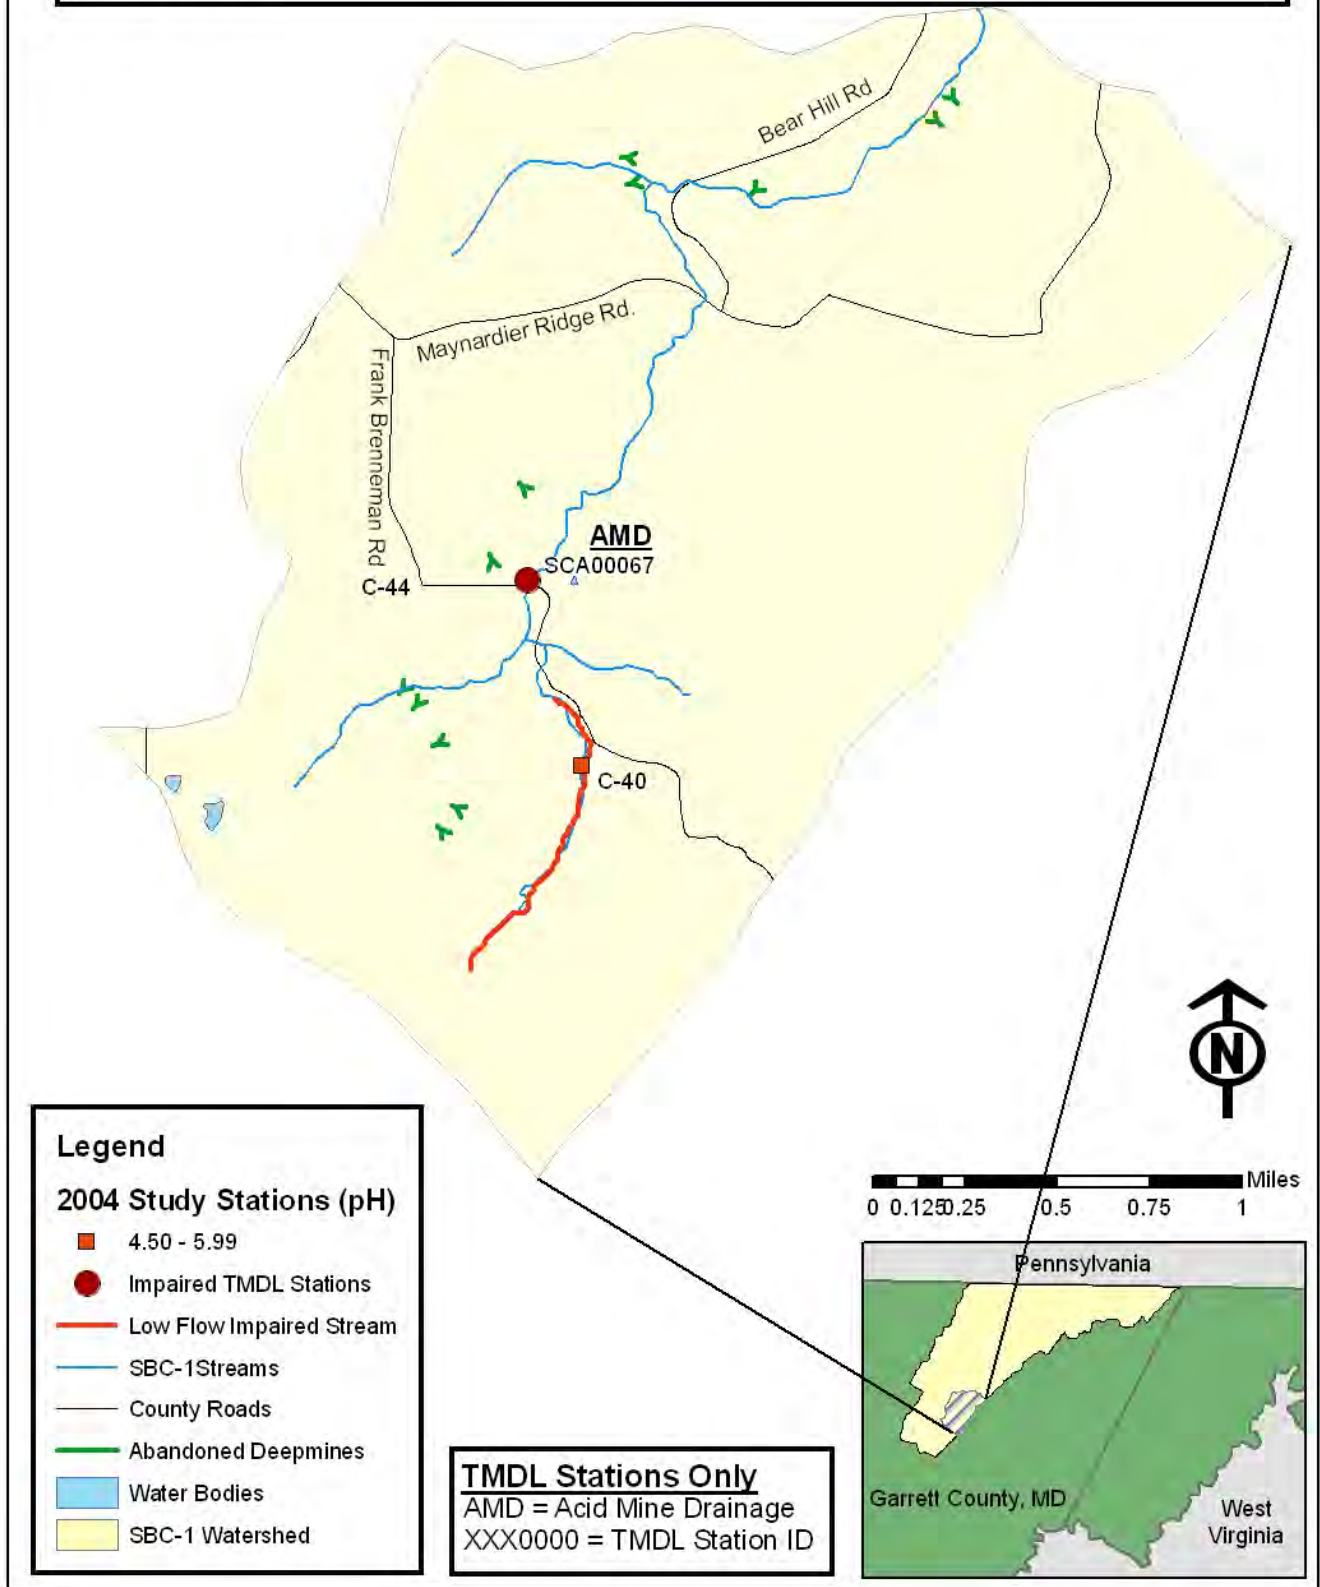 Bear Hill Rd
Maynardier Ridge Rd.
Frank Brenneman Rd
AMD
SCA00067
C-44
C-40
N
Legend
2004 Study Stations (pH)
4.50 - 5.99
Impaired TMDL Stations
Low Flow Impaired Stream
SBC-1Streams
County Roads
Abandoned Deepmines
Water Bodies
SBC-1 Watershed
TMDL Stations Only
AMD = Acid Mine Drainage
XXX0000 = TMDL Station ID
Miles
0 0.125 0.25 0.5 0.75 1
Pennsylvania
Garrett County, MD
West
Virginia